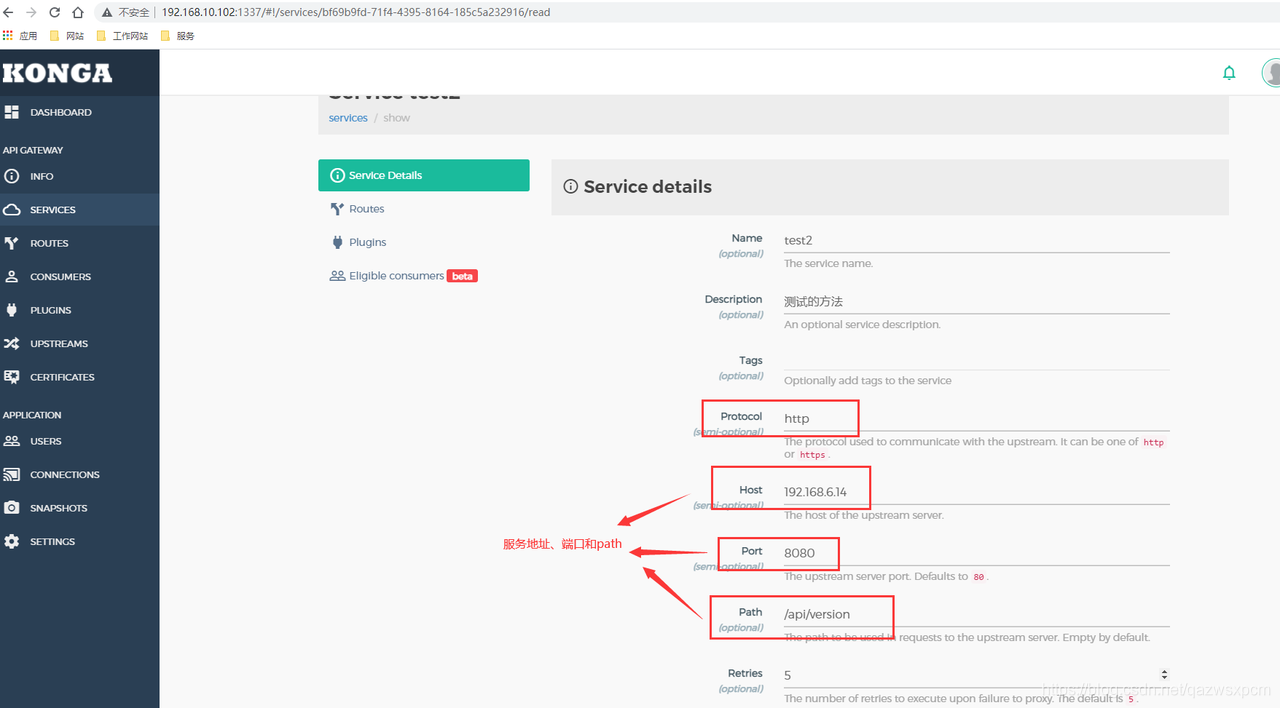 不安全 192.168.10.102:1337/#!/services/bf69b9fd-71f4-4395-8164-185c5a232916/read
应用 网站 工作网站 服务
KONGA
DASHBOARD
API GATEWAY
INFO
SERVICES
ROUTES
CONSUMERS
PLUGINS
UPSTREAMS
CERTIFICATES
APPLICATION
USERS
CONNECTIONS
SNAPSHOTS
SETTINGS
Service test2
services / show
Service Details
Routes
Plugins
Eligible consumers beta
Service details
Name test2
(optional)
The service name.
Description 测试的方法
(optional)
An optional service description.
Tags
(optional)
Optionally add tags to the service
Protocol http
(semi-optional)
The protocol used to communicate with the upstream. It can be one of http
or https.
Host 192.168.6.14
(semi-optional)
The host of the upstream server.
服务地址、端口和path
Port 8080
(semi-optional)
The upstream server port. Defaults to 80.
Path /api/version
(optional)
The path to be used in requests to the upstream server. Empty by default.
Retries 5
(optional)
The number of retries to execute upon failure to proxy. The default is 5.
https://blog.csdn.net/qazwsxpcm